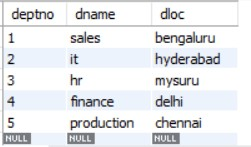 deptno dname dloc
1 sales bengaluru
2 it hyderabad
3 hr mysuru
4 finance delhi
5 production chennai
NULL NULL NULL